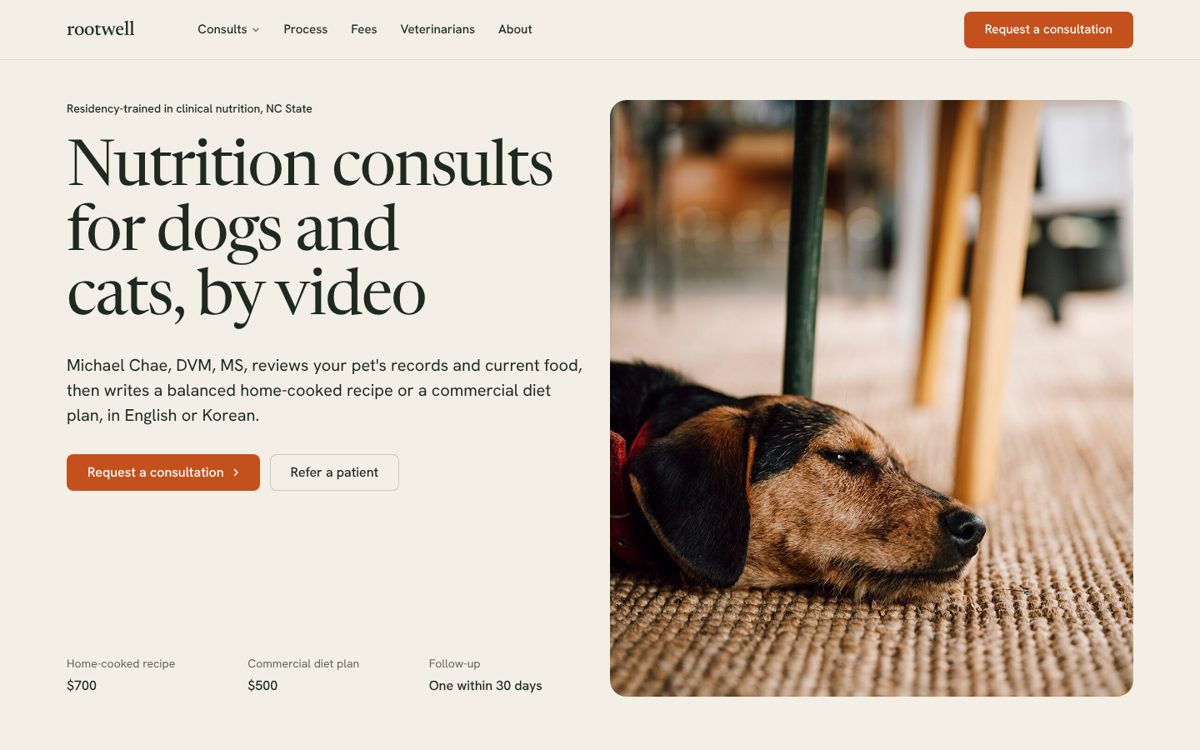 rootwell
Consults
Process
Fees
Veterinarians
About
Request a consultation
Residency-trained in clinical nutrition, NC State
Nutrition consults
for dogs and
cats, by video
Michael Chae, DVM, MS, reviews your pet's records and current food,
then writes a balanced home-cooked recipe or a commercial diet
plan, in English or Korean.
Request a consultation
Refer a patient
Home-cooked recipe
$700
Commercial diet plan
$500
Follow-up
One within 30 days